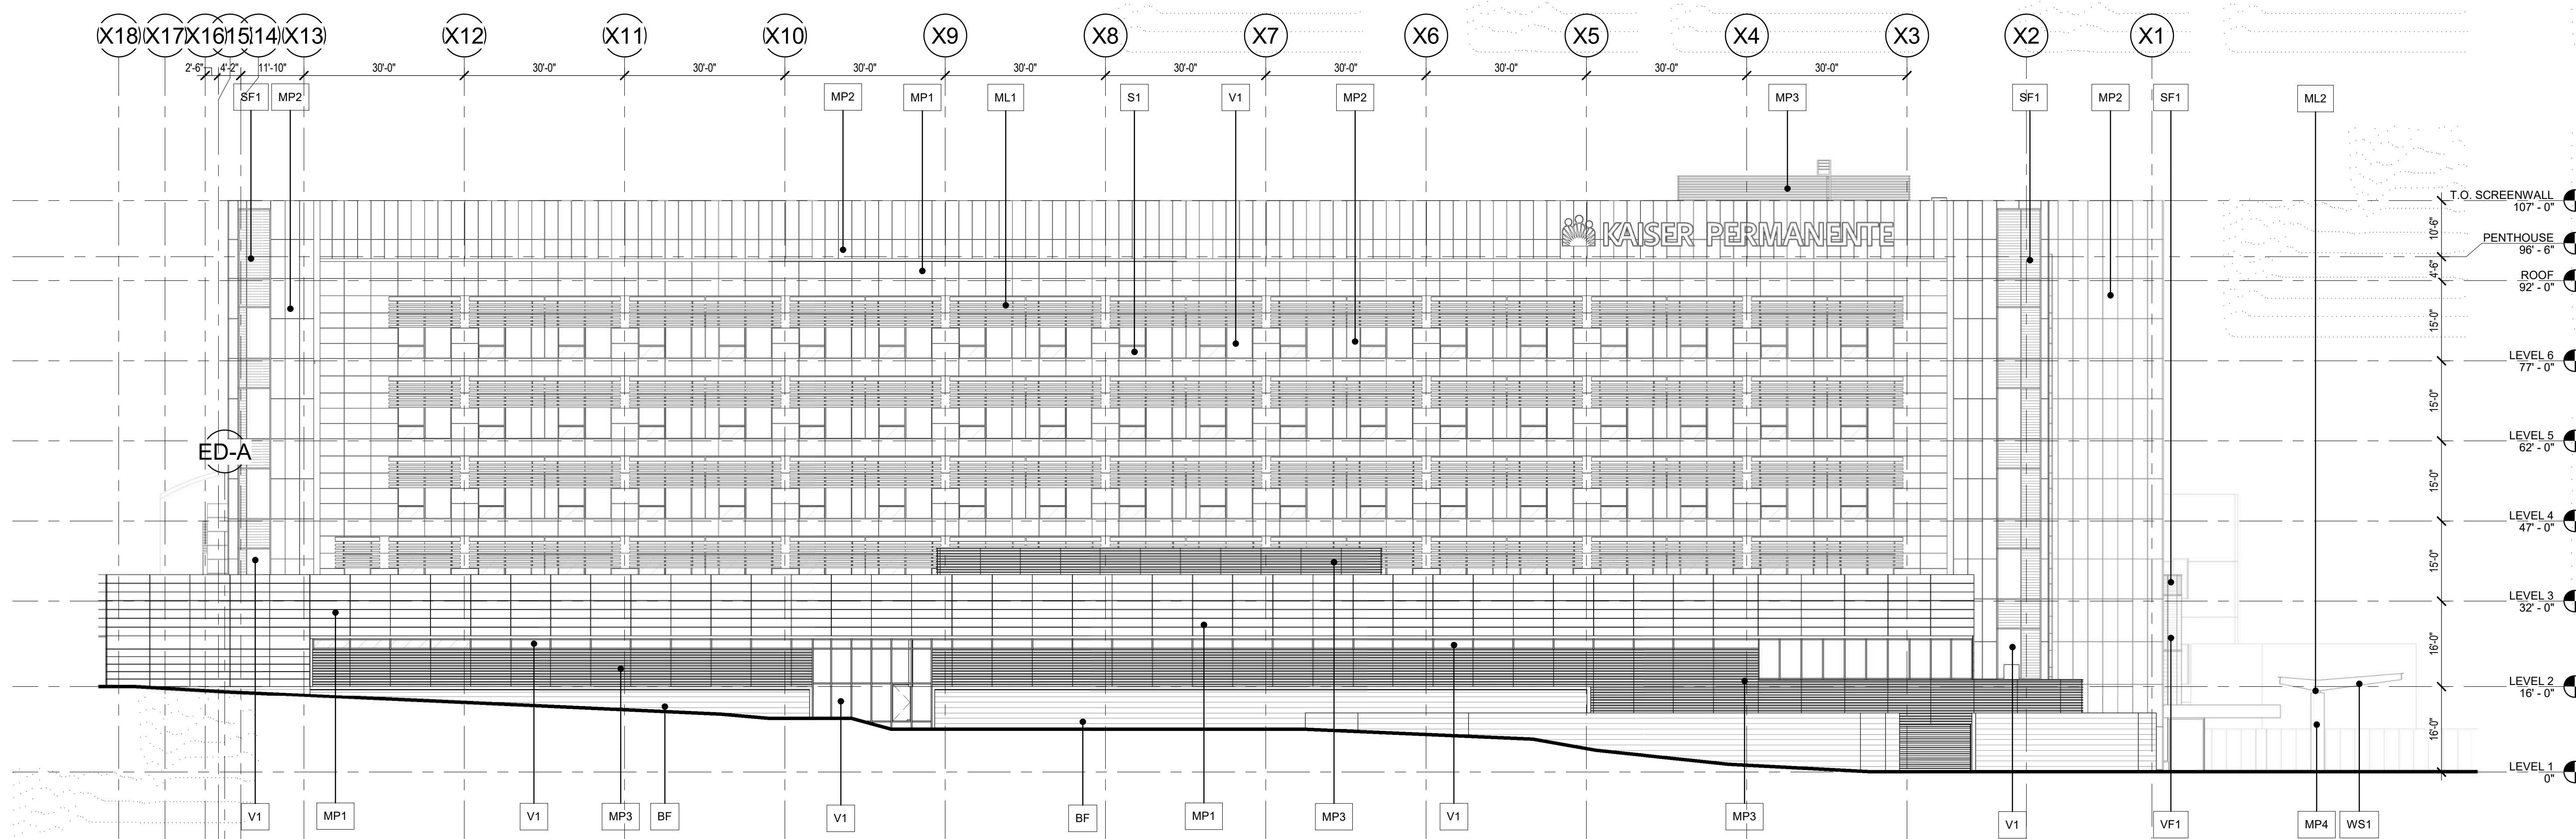 X18 X17 X16 15 14 X13 X12 X11 X10 X9 X8 X7 X6 X5 X4 X3 X2 X1
2'-6" 4'-2" 11'-10" 30'-0" 30'-0" 30'-0" 30'-0" 30'-0" 30'-0" 30'-0" 30'-0" 30'-0" 30'-0"
SF1 MP2 MP2 MP1 ML1 S1 V1 MP2 MP3 SF1 MP2 SF1 ML2
T.O. SCREENWALL
107' - 0"
10'-6"
KAISER PERMANENTE
PENTHOUSE
96' - 6"
4'-6"
ROOF
92' - 0"
15'-0"
LEVEL 6
77' - 0"
15'-0"
LEVEL 5
62' - 0"
ED-A
15'-0"
LEVEL 4
47' - 0"
15'-0"
LEVEL 3
32' - 0"
16'-0"
LEVEL 2
16' - 0"
16'-0"
LEVEL 1
0"
V1 MP1 V1 MP3 BF V1 BF MP1 MP3 V1 MP3 V1 VF1 MP4 WS1